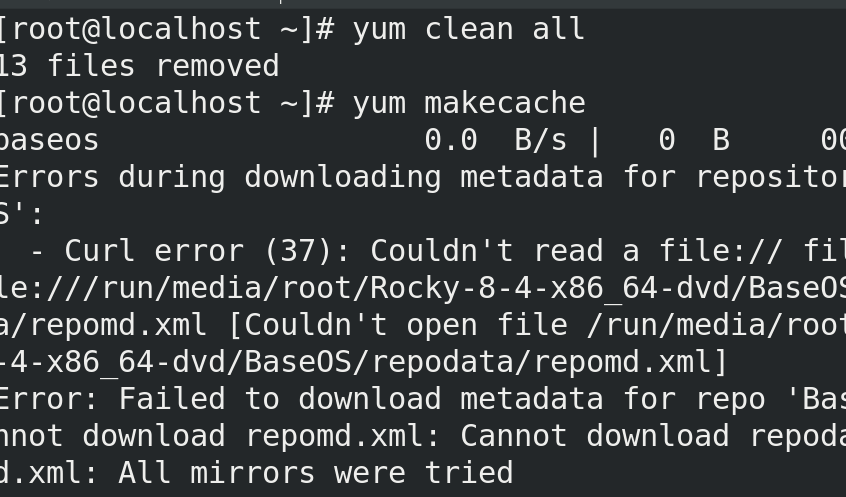 [root@localhost ~]# yum clean all
13 files removed
[root@localhost ~]# yum makecache
baseos 0.0 B/s | 0 B 00
Errors during downloading metadata for repositor
S':
- Curl error (37): Couldn't read a file:// fil
le:///run/media/root/Rocky-8-4-x86_64-dvd/BaseOS
a/repomd.xml [Couldn't open file /run/media/root
-4-x86_64-dvd/BaseOS/repodata/repomd.xml]
Error: Failed to download metadata for repo 'Bas
nnot download repomd.xml: Cannot download repoda
d.xml: All mirrors were tried